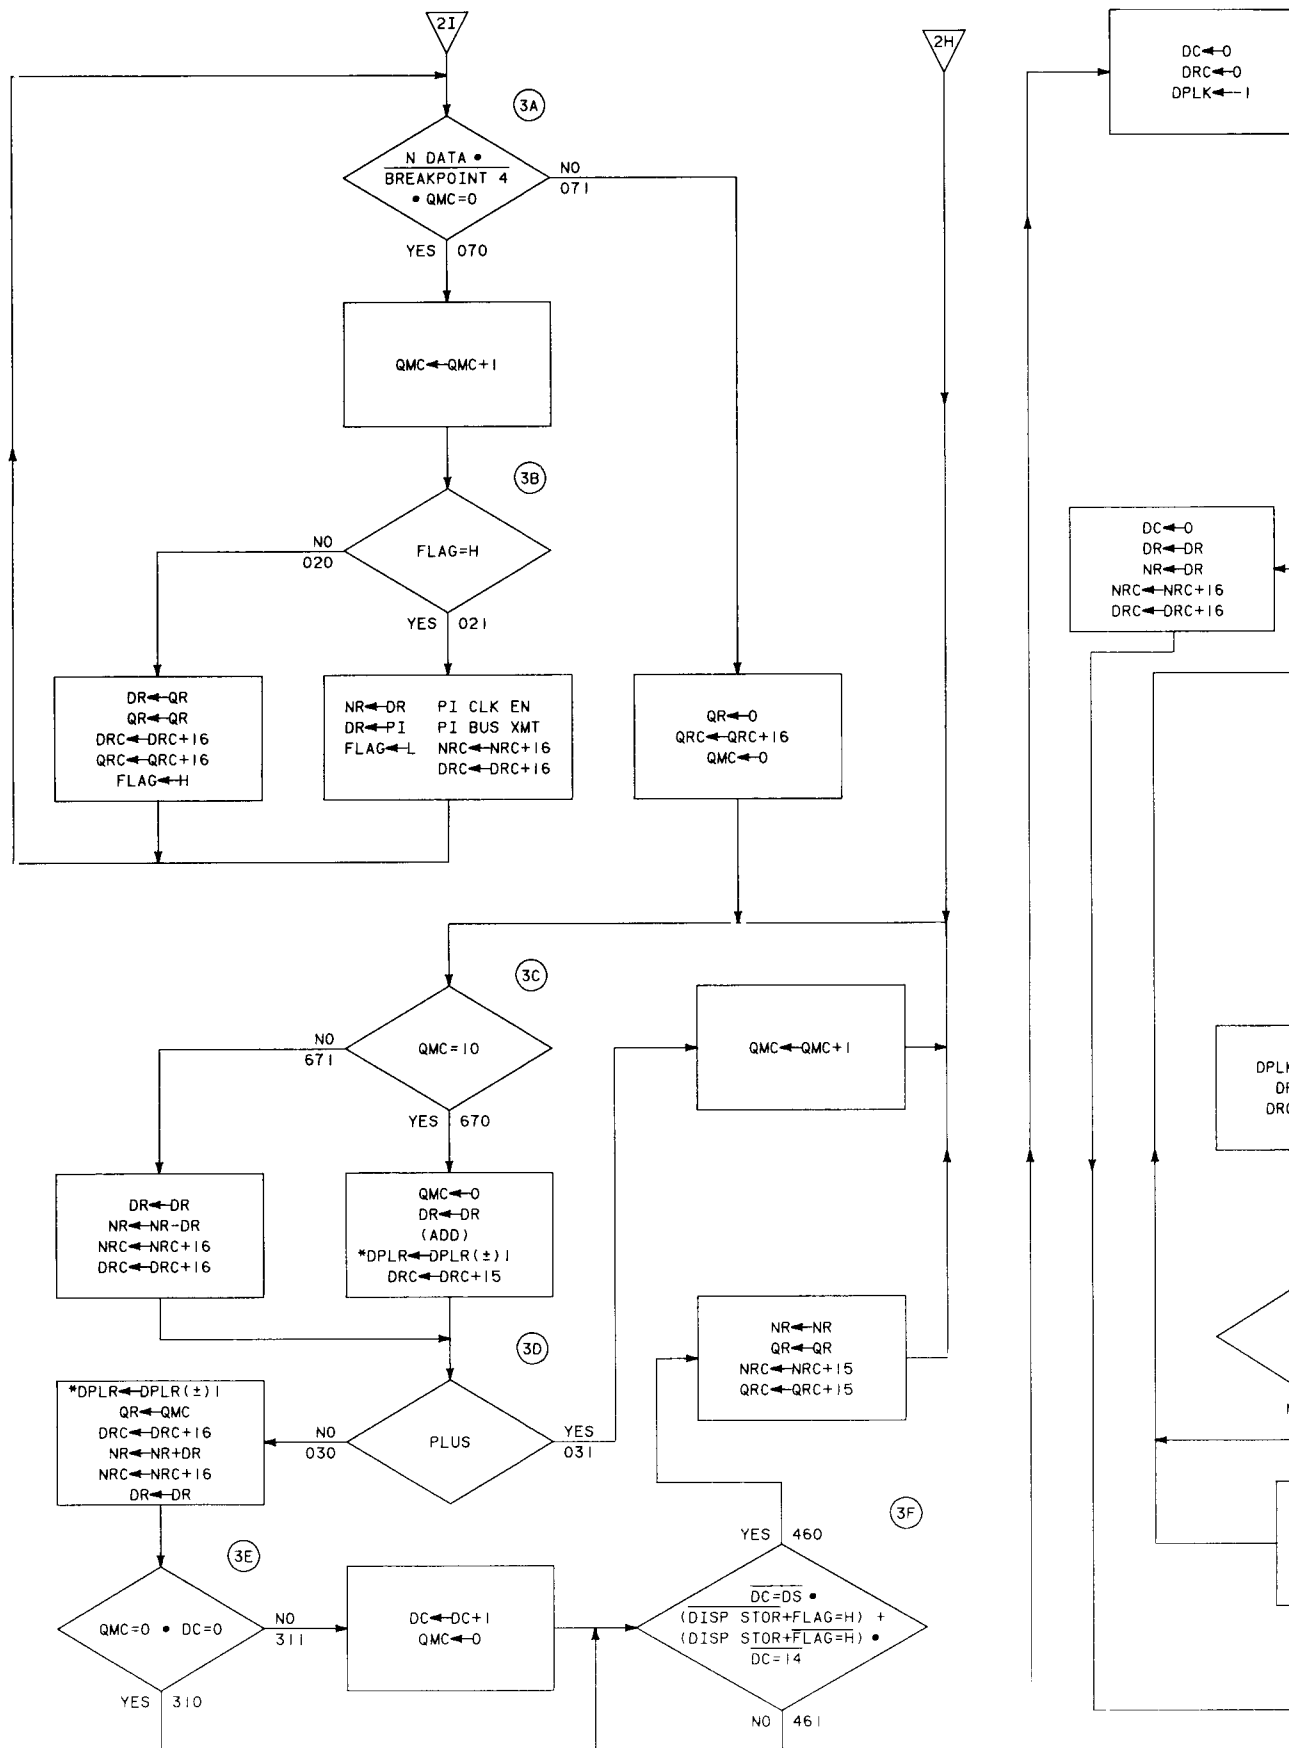 2I
2H
DC←0
DRC←0
DPLK←-1
3A
N DATA •
BREAKPOINT 4
• QMC=0
NO
071
YES 070
QMC←QMC+1
3B
FLAG=H
NO
020
YES 021
DC←0
DR←DR
NR←DR
NRC←NRC+16
DRC←DRC+16
DR←QR
QR←QR
DRC←DRC+16
QRC←QRC+16
FLAG←H
NR←DR PI CLK EN
DR←PI PI BUS XMT
FLAG←L NRC←NRC+16
DRC←DRC+16
QR←0
QRC←QRC+16
QMC←0
3C
QMC=10
NO
671
YES 670
QMC←QMC+1
DR←DR
NR←NR-DR
NRC←NRC+16
DRC←DRC+16
QMC←0
DR←DR
(ADD)
*DPLR←DPLR(±)1
DRC←DRC+15
3D
PLUS
NO
030
YES
031
NR←NR
QR←QR
NRC←NRC+15
QRC←QRC+15
*DPLR←DPLR(±)1
QR←QMC
DRC←DRC+16
NR←NR+DR
NRC←NRC+16
DR←DR
3E
QMC=0 • DC=0
NO
311
YES 310
DC←DC+1
QMC←0
3F
YES 460
DC=DS •
(DISP STOR+FLAG=H) +
(DISP STOR+FLAG=H) •
DC=14
NO 461